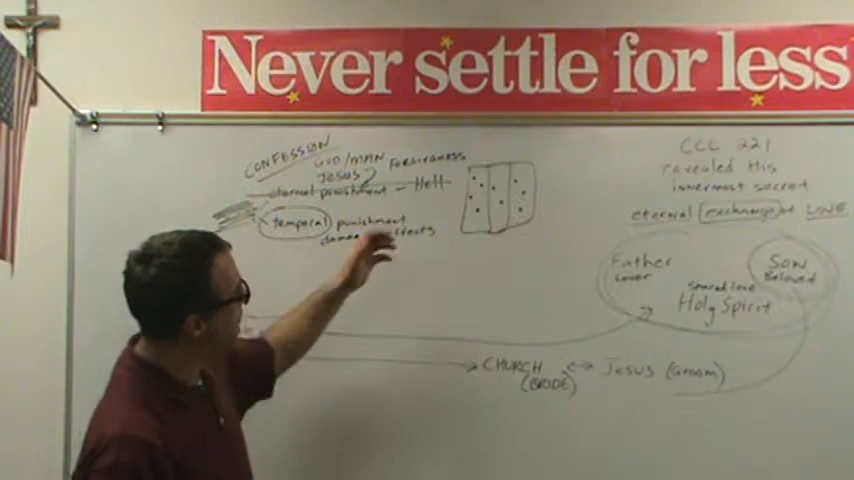 Never settle for less
CONFESSION
GOD/MAN
JESUS
FORGIVENESS
eternal punishment - Hell
temporal punishment
effects
CCC 221
revealed His
innermost secret
eternal exchange of LOVE
Father
Lover
Son
Beloved
Shared love
Holy Spirit
CHURCH
(BRIDE)
JESUS (Groom)